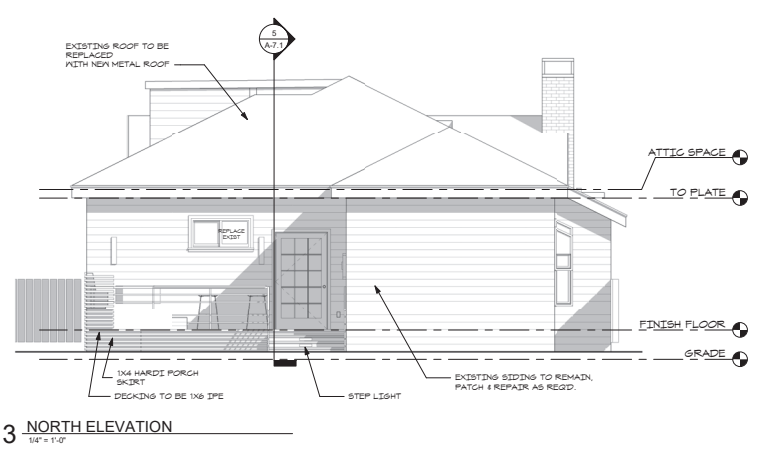 5
A-7.1
EXISTING ROOF TO BE
REPLACED
WITH NEW METAL ROOF
ATTIC SPACE
TO PLATE
REPLACE
EXIST
FINISH FLOOR
GRADE
1X4 HARDI PORCH
SKIRT
DECKING TO BE 1X6 IPE
STEP LIGHT
EXISTING SIDING TO REMAIN,
PATCH & REPAIR AS REQ'D.
3 NORTH ELEVATION
1/4" = 1'-0"